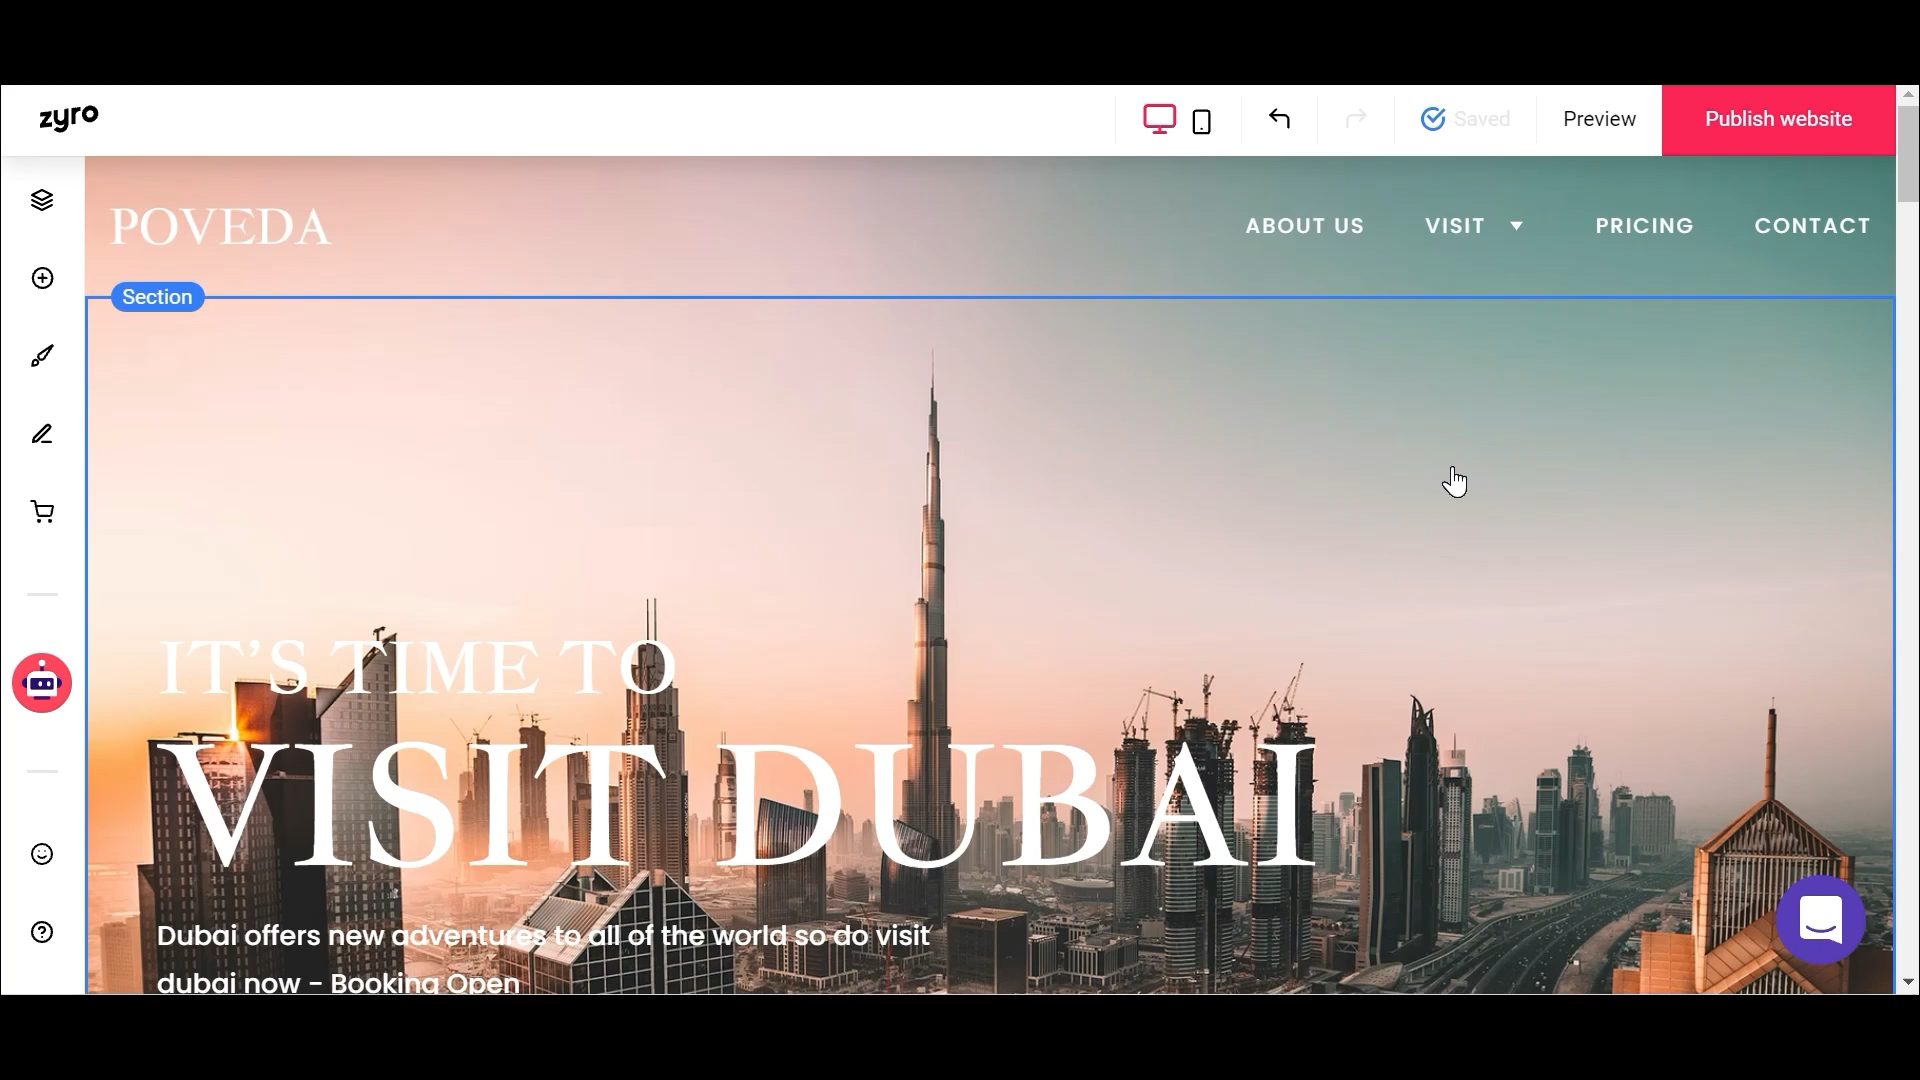 zyro
Saved
Preview
Publish website
POVEDA
ABOUT US
VISIT
PRICING
CONTACT
Section
IT'S TIME TO
VISIT DUBAI
Dubai offers new adventures to all of the world so do visit
dubai now - Booking Open